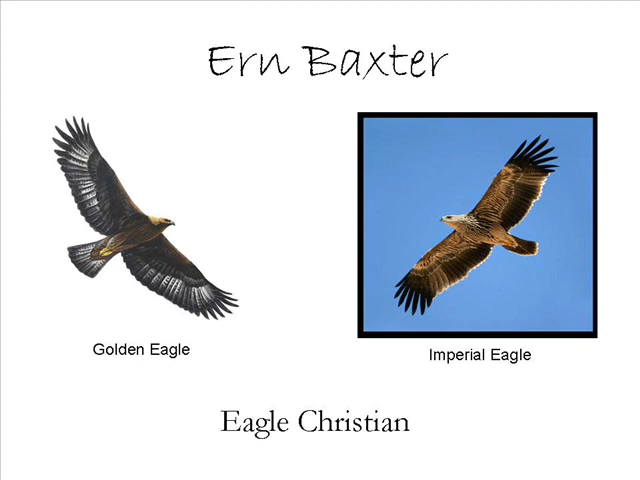 Ern Baxter
Golden Eagle
Imperial Eagle
Eagle Christian